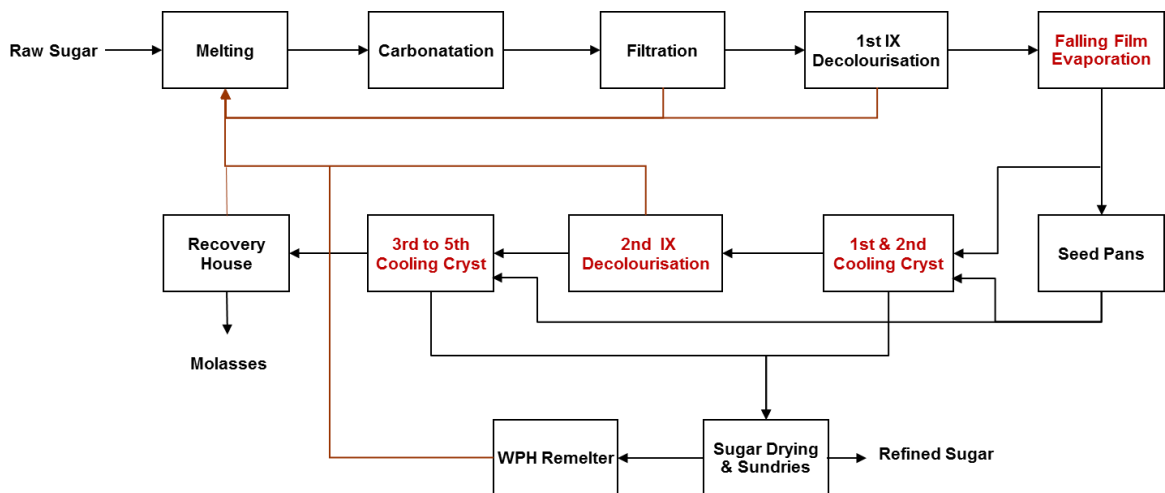 Raw Sugar
Melting
Carbonatation
Filtration
1st IX
Decolourisation
Falling Film
Evaporation
Recovery
House
3rd to 5th
Cooling Cryst
2nd IX
Decolourisation
1st & 2nd
Cooling Cryst
Seed Pans
Molasses
WPH Remelter
Sugar Drying
& Sundries
Refined Sugar